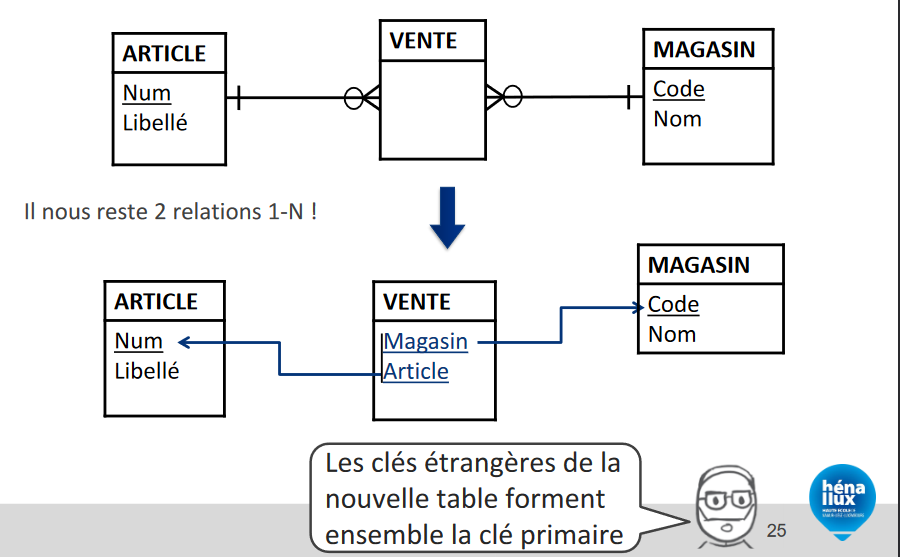 ARTICLE
Num
Libellé
VENTE
MAGASIN
Code
Nom
Il nous reste 2 relations 1-N !
ARTICLE
Num
Libellé
VENTE
Magasin
Article
MAGASIN
Code
Nom
Les clés étrangères de la
nouvelle table forment
ensemble la clé primaire
25
héna
llux